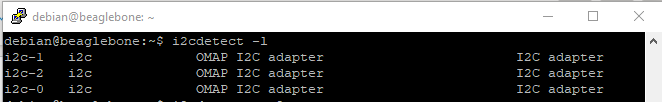 debian@beaglebone: ~
debian@beaglebone:~$ i2cdetect -l
i2c-1 i2c OMAP I2C adapter I2C adapter
i2c-2 i2c OMAP I2C adapter I2C adapter
i2c-0 i2c OMAP I2C adapter I2C adapter